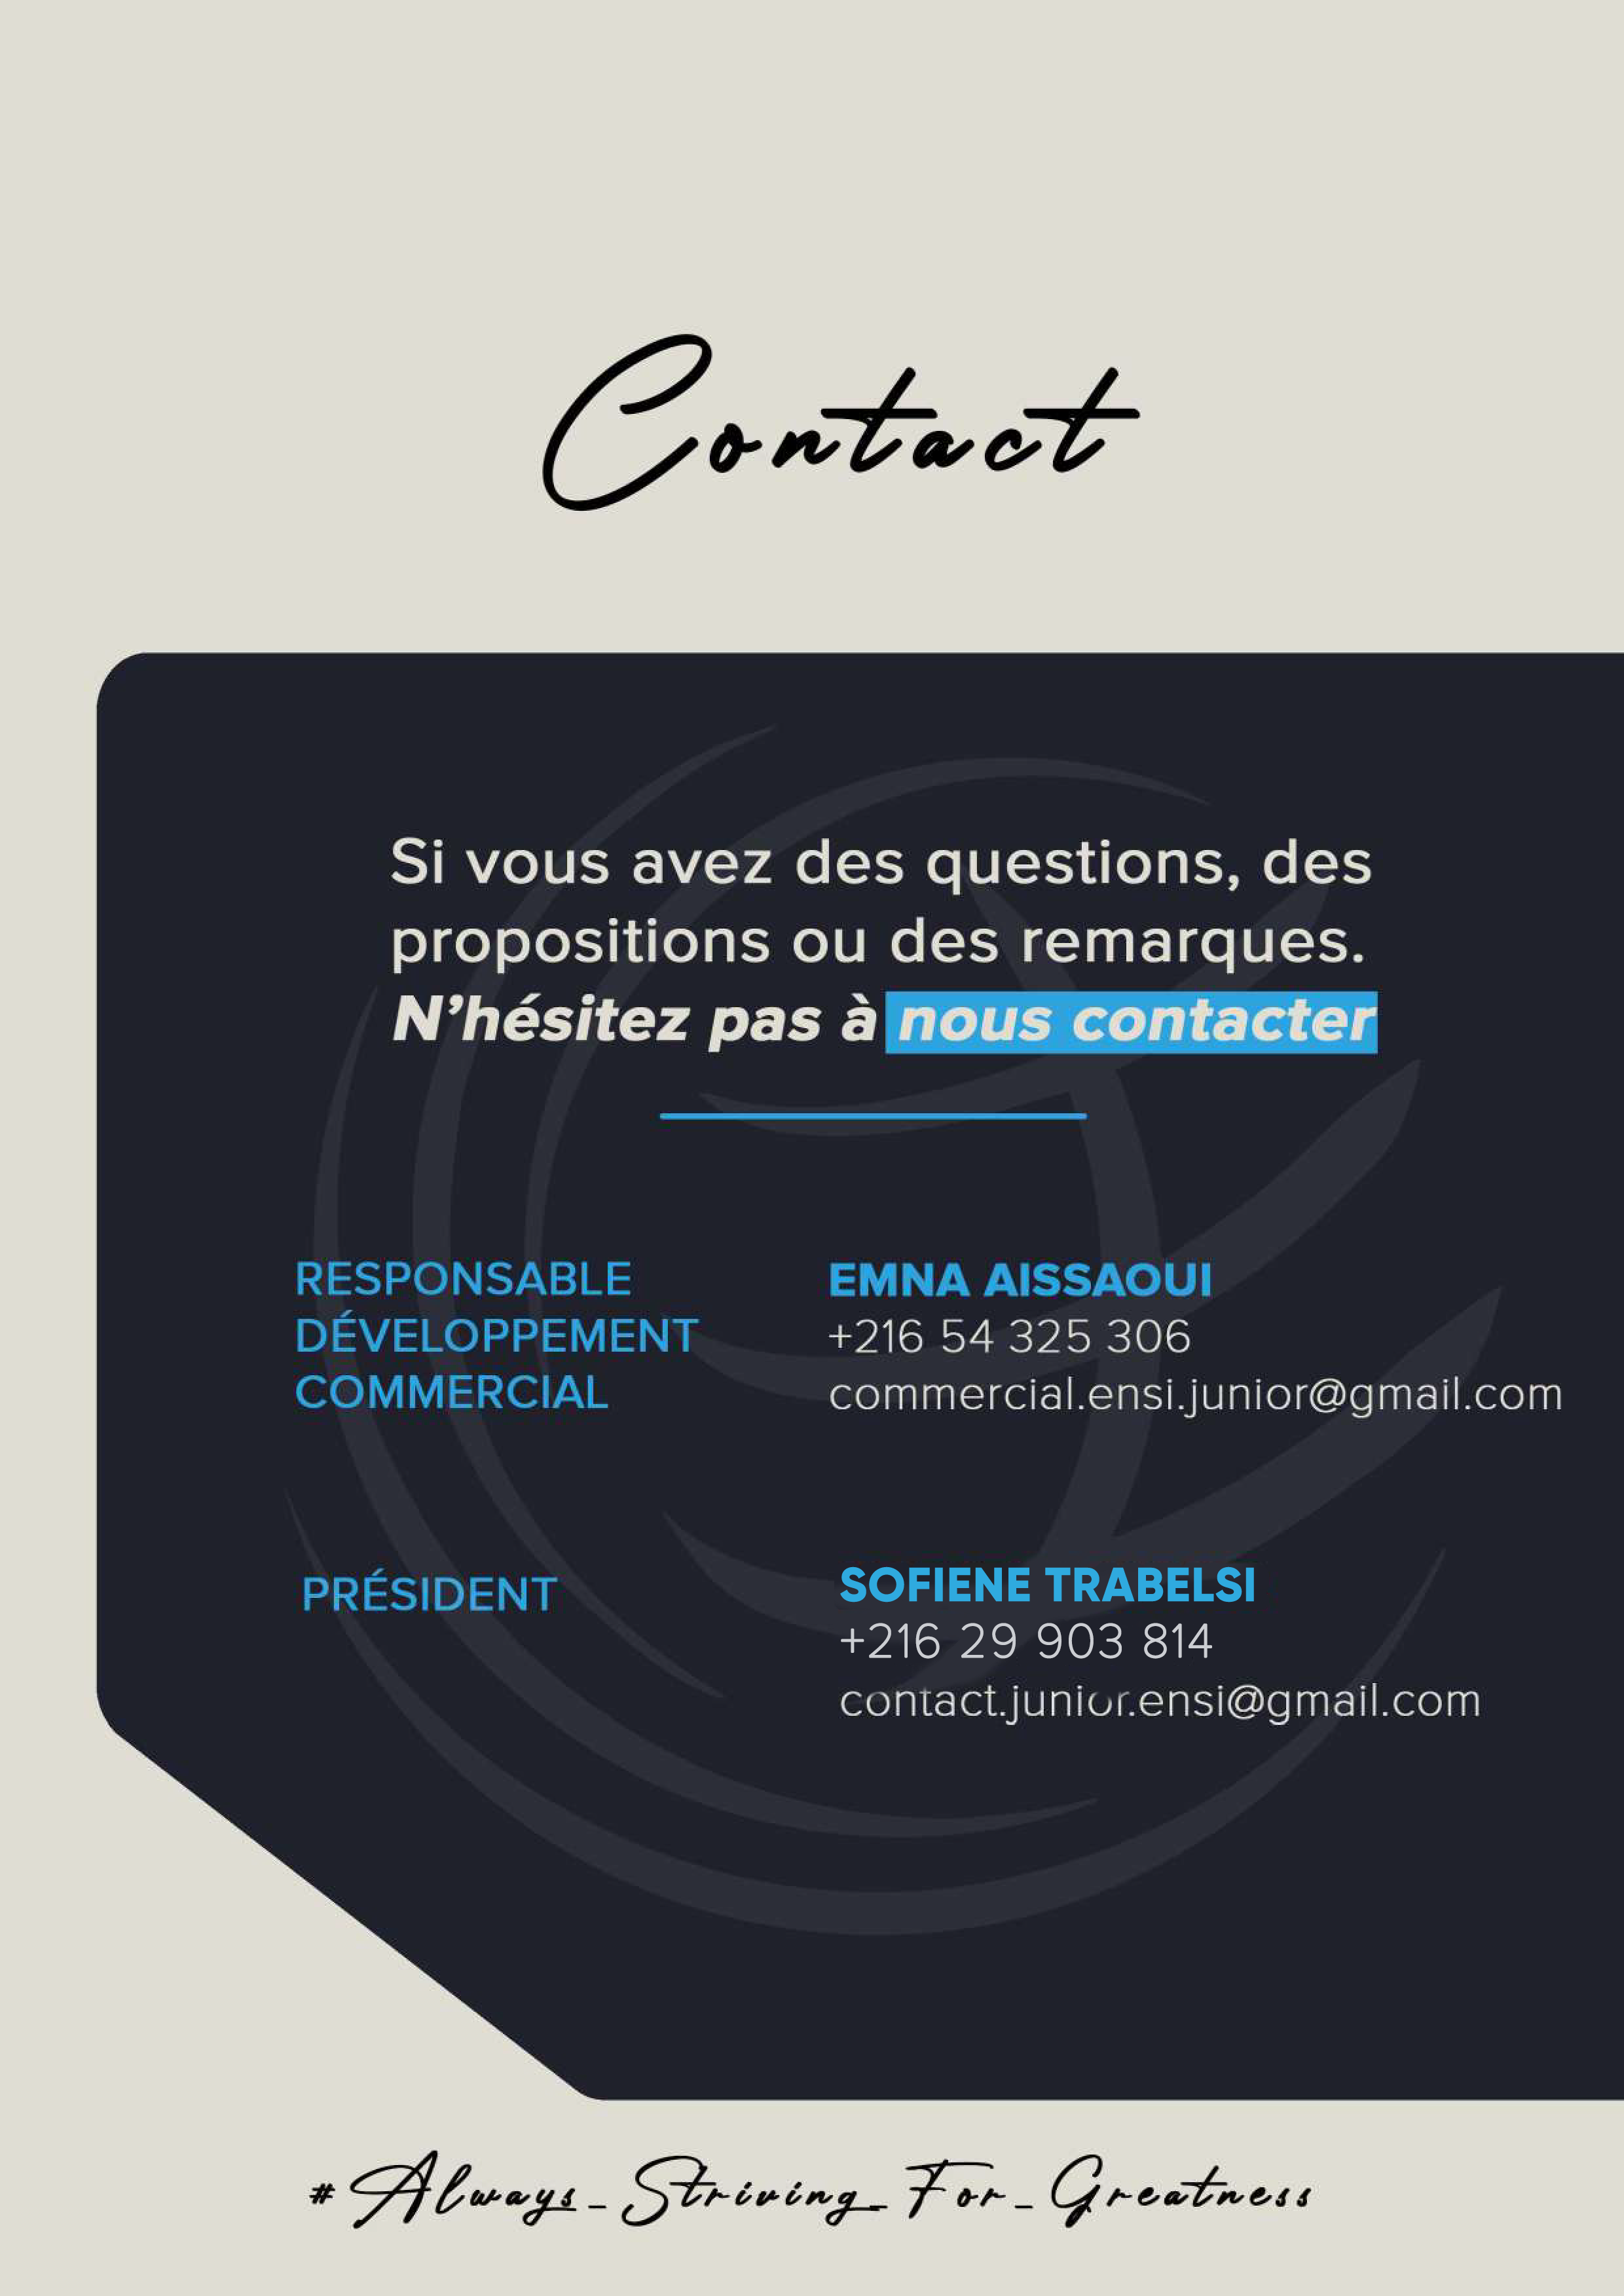 Contact
Si vous avez des questions, des
propositions ou des remarques.
N’hésitez pas à nous contacter
RESPONSABLE
DÉVELOPPEMENT
COMMERCIAL
EMNA AISSAOUI
+216 54 325 306
commercial.ensi.junior@gmail.com
PRÉSIDENT
SOFIENE TRABELSI
+216 29 903 814
contact.junior.ensi@gmail.com
#Always_Striving_For_Greatness